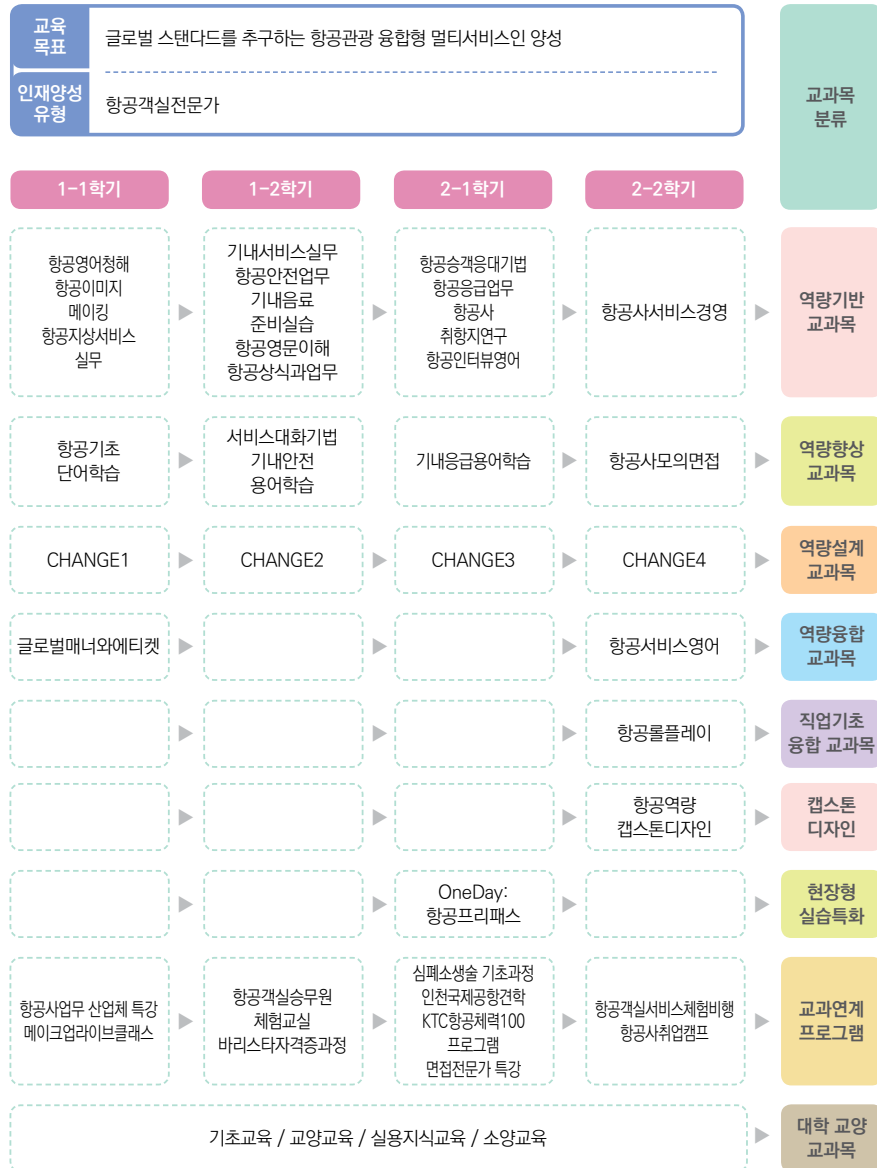 교육
목표
글로벌 스탠다드를 추구하는 항공관광 융합형 멀티서비스인 양성
인재양성
유형
항공객실전문가
교과목
분류
1-1학기
1-2학기
2-1학기
2-2학기
항공영어청해
항공이미지
메이킹
항공지상서비스
실무
기내서비스실무
항공안전업무
기내음료
준비실습
항공영문이해
항공상식과업무
항공승객응대기법
항공응급업무
항공사
취항지연구
항공인터뷰영어
항공사서비스경영
역량기반
교과목
항공기초
단어학습
서비스대화기법
기내안전
용어학습
기내응급용어학습
항공사모의면접
역량향상
교과목
CHANGE1
CHANGE2
CHANGE3
CHANGE4
역량설계
교과목
글로벌매너와에티켓
항공서비스영어
역량융합
교과목
항공롤플레이
직업기초
융합 교과목
항공역량
캡스톤디자인
캡스톤
디자인
OneDay:
항공프리패스
현장형
실습특화
항공사업무 산업체 특강
메이크업라이브클래스
항공객실승무원
체험교실
바리스타자격증과정
심폐소생술 기초과정
인천국제공항견학
KTC항공체력100
프로그램
면접전문가 특강
항공객실서비스체험비행
항공사취업캠프
교과연계
프로그램
기초교육 / 교양교육 / 실용지식교육 / 소양교육
대학 교양
교과목